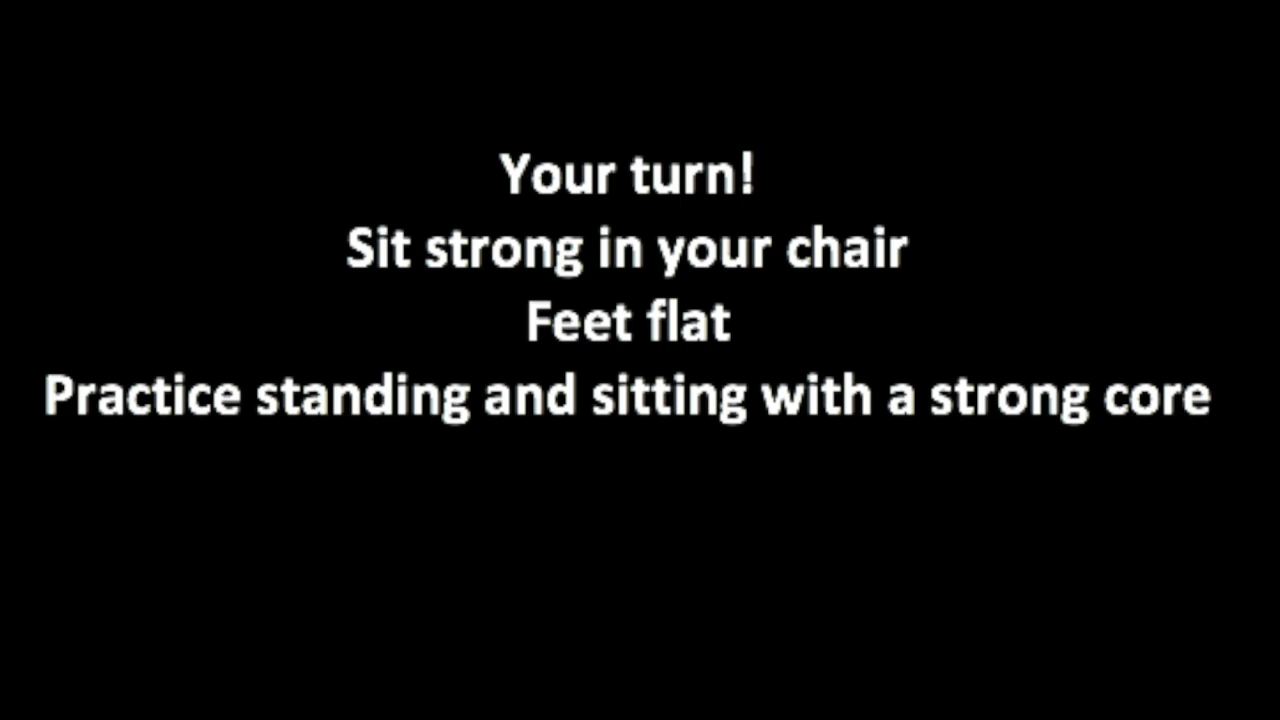 Your turn!
Sit strong in your chair
Feet flat
Practice standing and sitting with a strong core